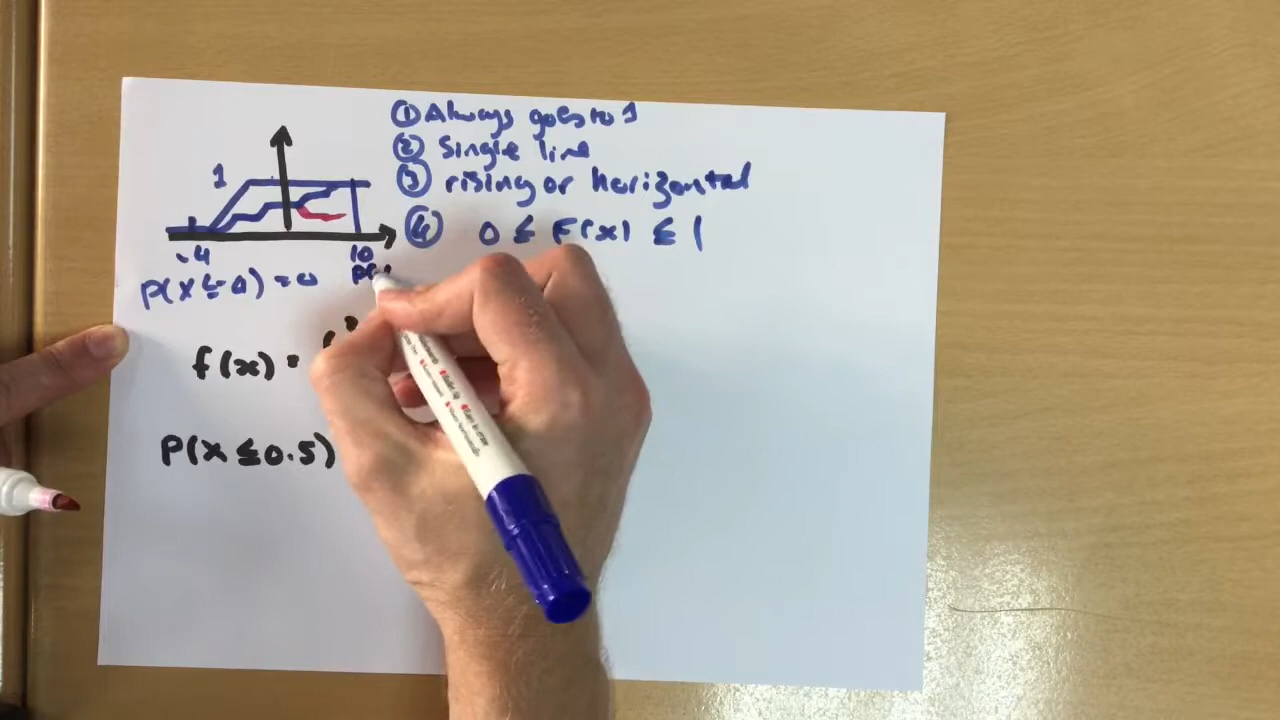 ① Always goes to 1
② Single line
③ rising or horizontal
④ 0 ≤ F(x) ≤ 1
1
-4
10
P(X≤0) = 0
P(
f(x) =
P(X ≤ 0.5)